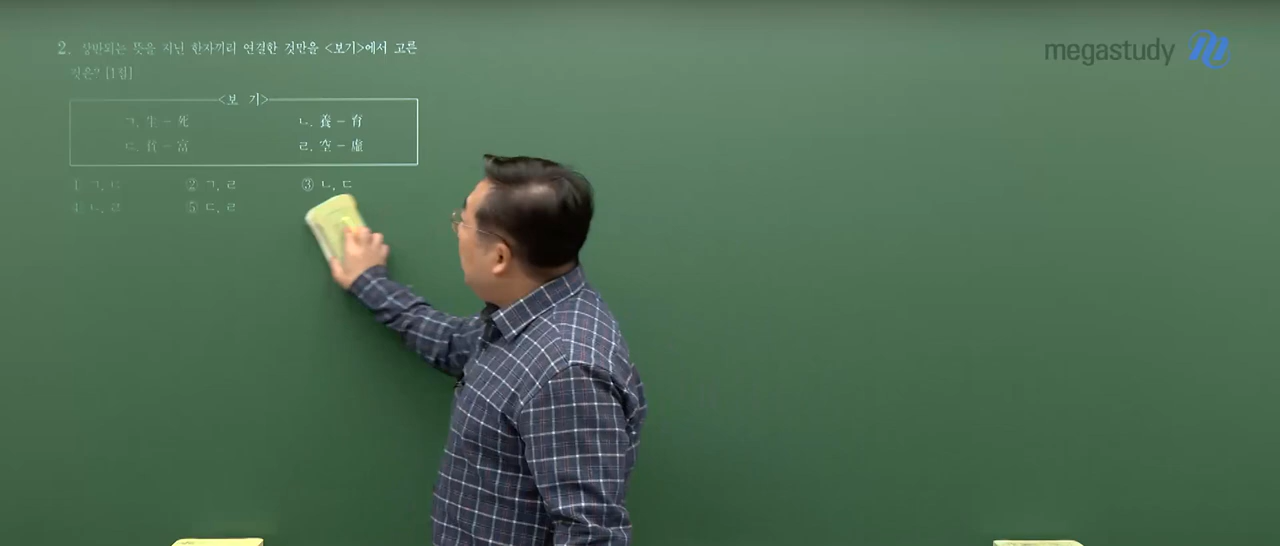 2. 상반되는 뜻을 지닌 한자끼리 연결한 것만을 <보기>에서 고른
것은? [1점]
<보 기>
ㄱ. 生 - 死 ㄴ. 養 - 育
ㄷ. 貧 - 富 ㄹ. 空 - 虛
① ㄱ, ㄷ ② ㄱ, ㄹ ③ ㄴ, ㄷ
④ ㄴ, ㄹ ⑤ ㄷ, ㄹ
megastudy